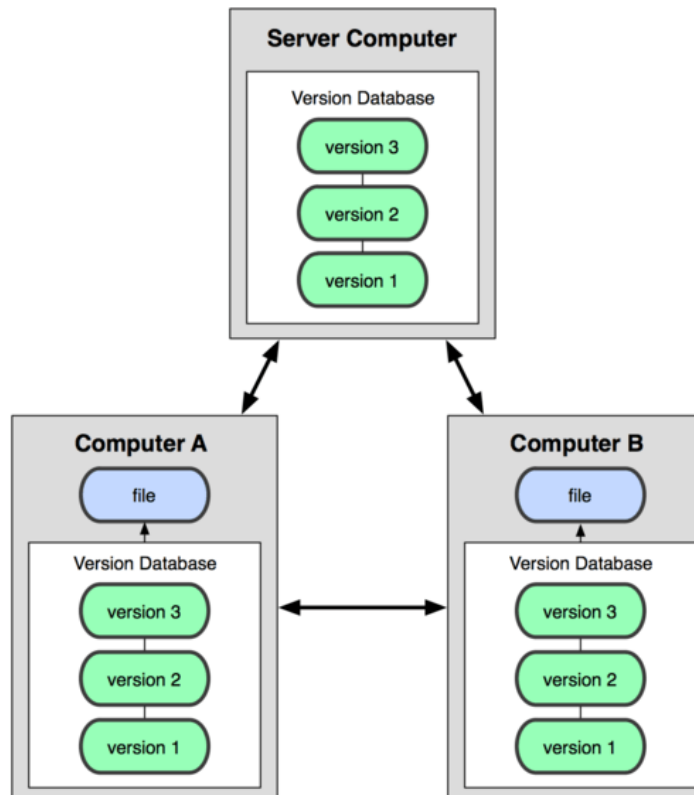 Server Computer
Version Database
version 3
version 2
version 1
Computer A
file
Version Database
version 3
version 2
version 1
Computer B
file
Version Database
version 3
version 2
version 1